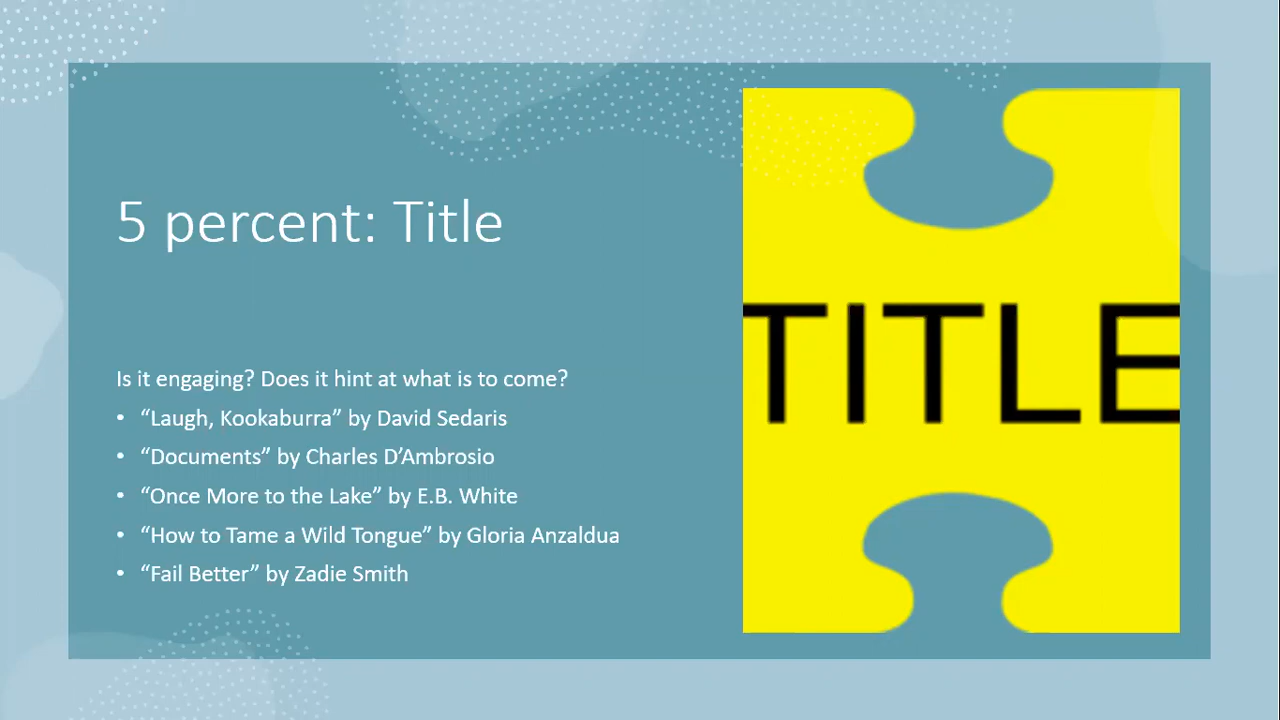 5 percent: Title
Is it engaging? Does it hint at what is to come?
• “Laugh, Kookaburra” by David Sedaris
• “Documents” by Charles D’Ambrosio
• “Once More to the Lake” by E.B. White
• “How to Tame a Wild Tongue” by Gloria Anzaldua
• “Fail Better” by Zadie Smith
TITLE